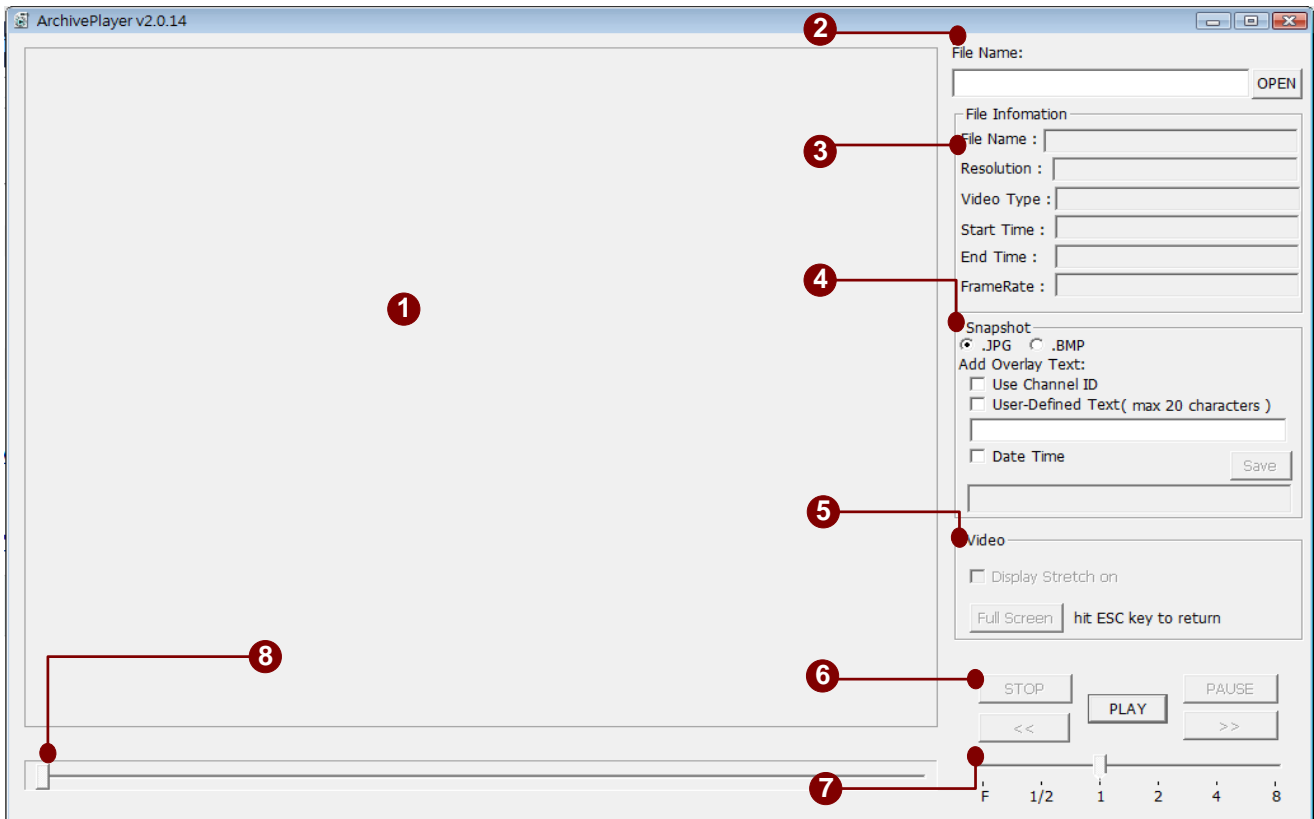 ArchivePlayer v2.0.14
2
File Name:
OPEN
File Infomation
3
File Name :
Resolution :
Video Type :
Start Time :
End Time :
4
FrameRate :
1
Snapshot
.JPG .BMP
Add Overlay Text:
Use Channel ID
User-Defined Text( max 20 characters )
Date Time
Save
5
Video
Display Stretch on
Full Screen hit ESC key to return
8
6
STOP PAUSE
PLAY
<< >>
7
F 1/2 1 2 4 8